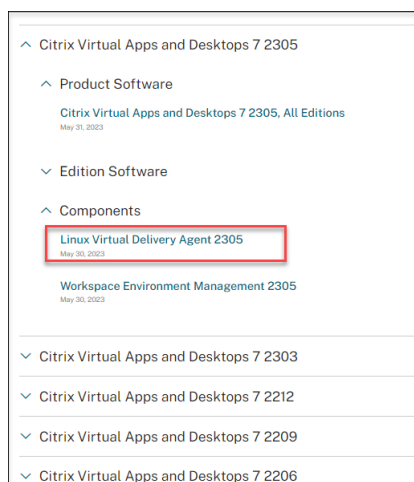 Citrix Virtual Apps and Desktops 7 2305
Product Software
Citrix Virtual Apps and Desktops 7 2305, All Editions
May 31, 2023
Edition Software
Components
Linux Virtual Delivery Agent 2305
May 30, 2023
Workspace Environment Management 2305
May 30, 2023
Citrix Virtual Apps and Desktops 7 2303
Citrix Virtual Apps and Desktops 7 2212
Citrix Virtual Apps and Desktops 7 2209
Citrix Virtual Apps and Desktops 7 2206